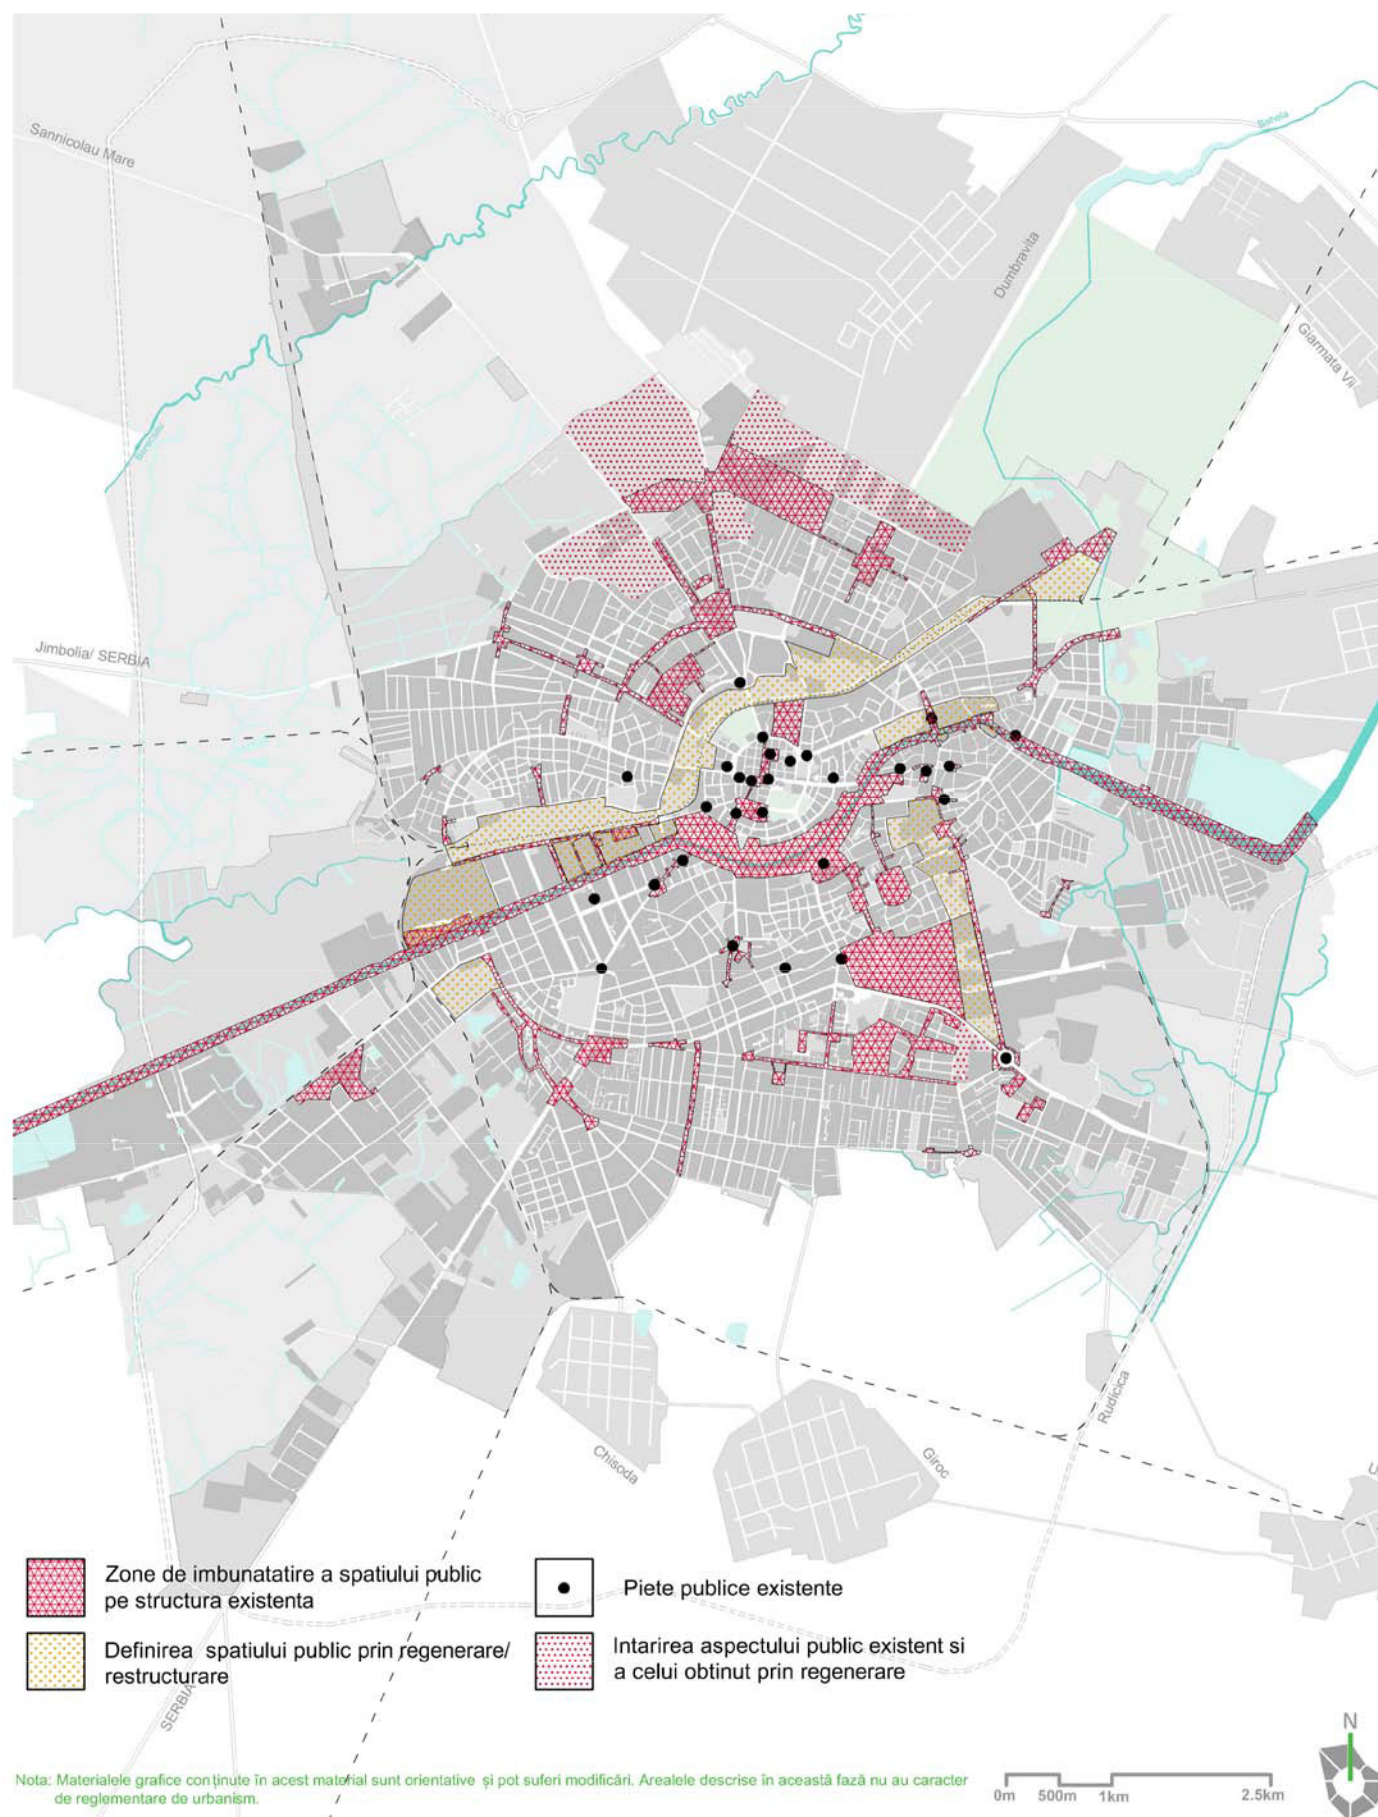 Sannicolau Mare
Behela
Dumbravita
Giarmata Vii
Jimbolia/ SERBIA
Rudicica
Chisoda
Giroc
U
Zone de imbunatatire a spatiului public
pe structura existenta
Piete publice existente
Definirea spatiului public prin regenerare/
restructurare
Intarirea aspectului public existent si
a celui obtinut prin regenerare
SERBIA
N
Nota: Materialele grafice conținute în acest material sunt orientative și pot suferi modificări. Arealele descrise în această fază nu au caracter
de reglementare de urbanism.
0m 500m 1km 2.5km